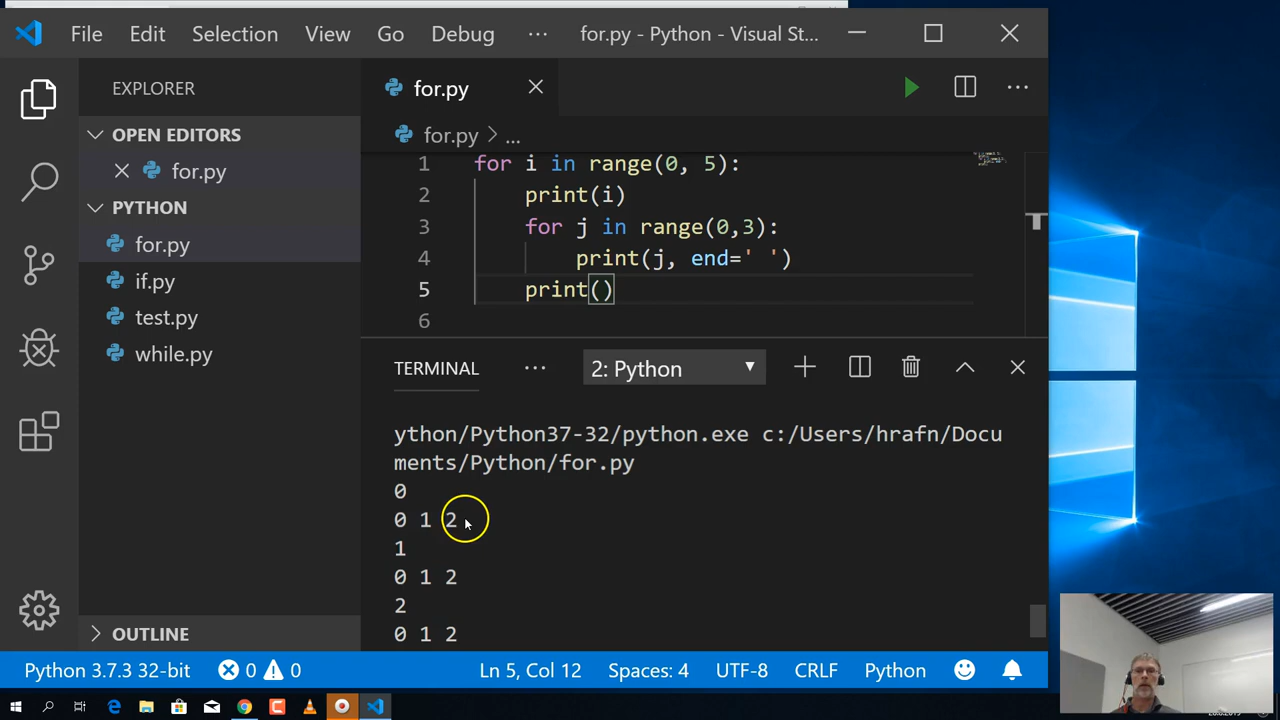 File Edit Selection View Go Debug ··· for.py - Python - Visual St...
EXPLORER
OPEN EDITORS
for.py
PYTHON
for.py
if.py
test.py
while.py
OUTLINE
for.py
for.py > ...
1 for i in range(0, 5):
2     print(i)
3     for j in range(0,3):
4         print(j, end=' ')
5     print()
6
TERMINAL ··· 2: Python
ython/Python37-32/python.exe c:/Users/hrafn/Docu
ments/Python/for.py
0
0 1 2
1
0 1 2
2
0 1 2
Python 3.7.3 32-bit 0 0 Ln 5, Col 12 Spaces: 4 UTF-8 CRLF Python